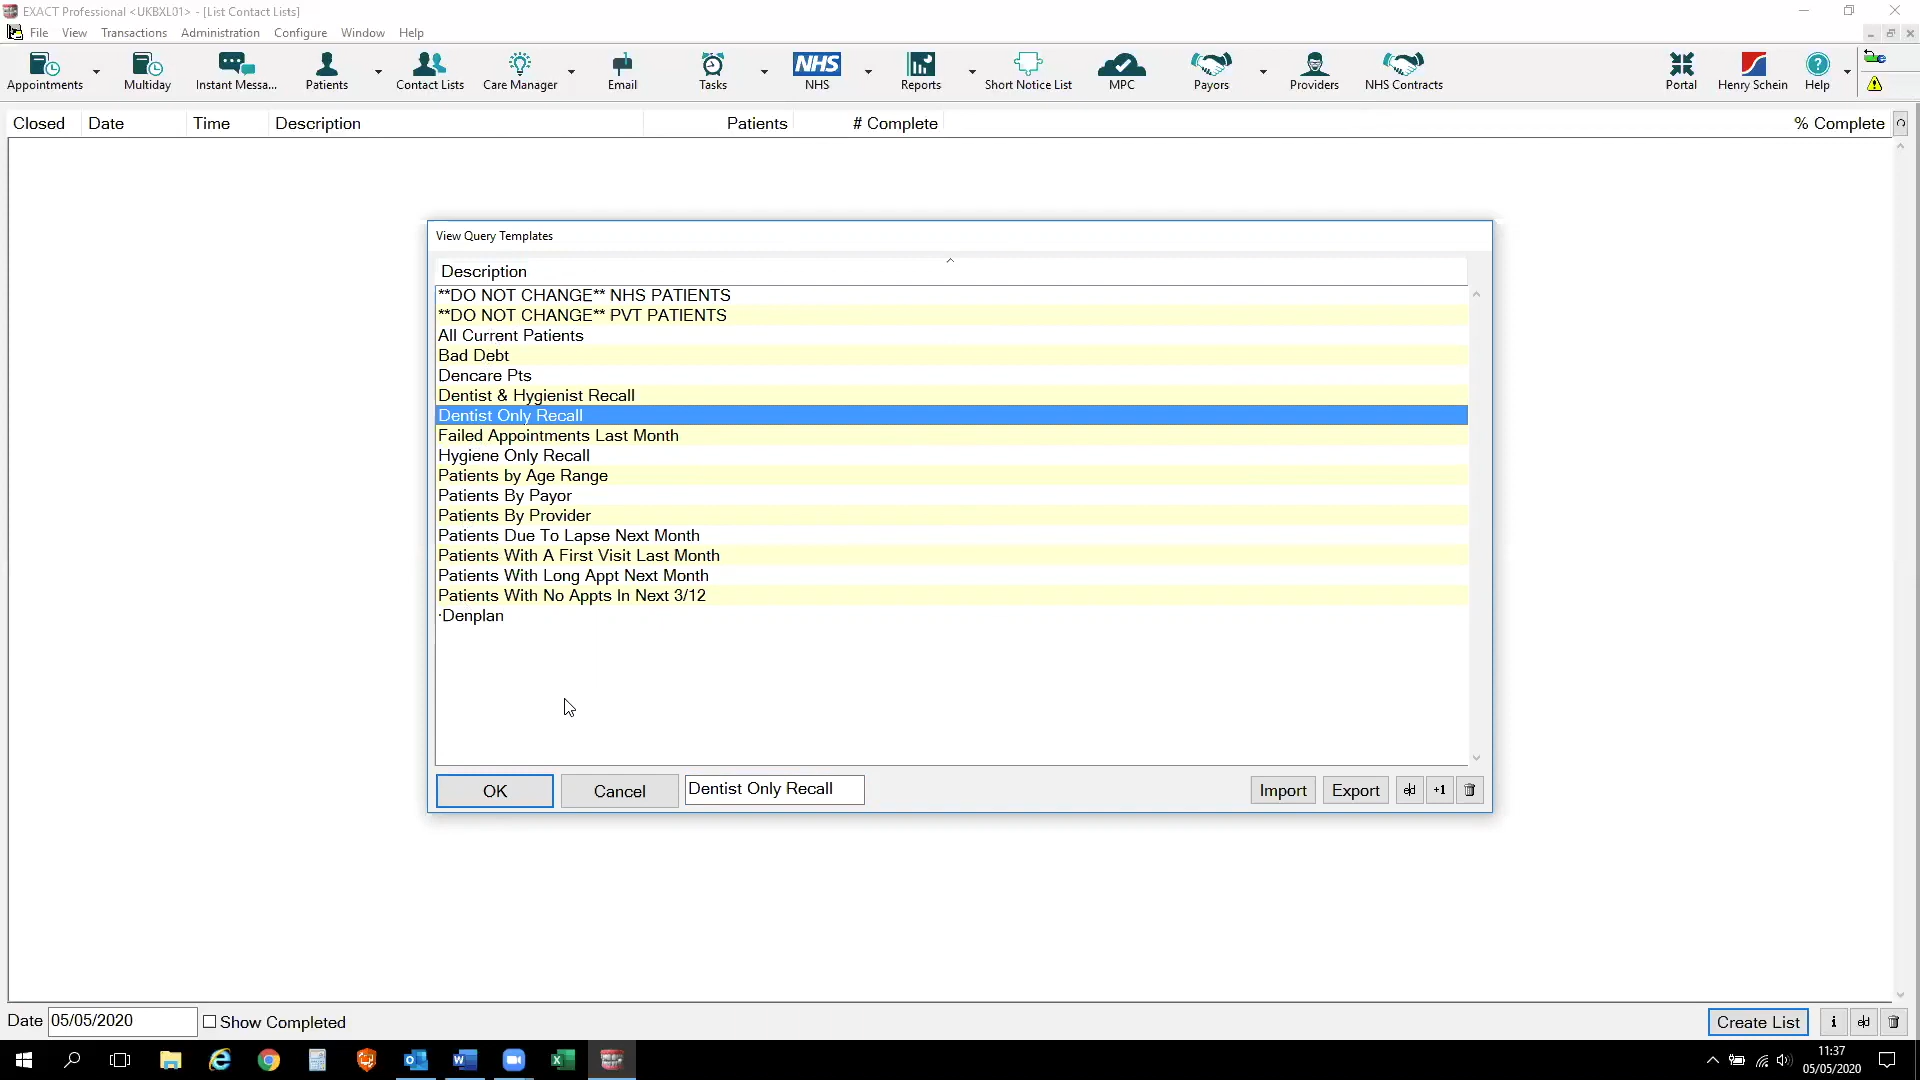 EXACT Professional <UKBXL01> - [List Contact Lists]
File View Transactions Administration Configure Window Help
Appointments Multiday Instant Messa... Patients Contact Lists Care Manager Email Tasks NHS NHS Reports Short Notice List MPC Payors Providers NHS Contracts Portal Henry Schein Help
Closed Date Time Description Patients # Complete % Complete
View Query Templates
Description
**DO NOT CHANGE** NHS PATIENTS
**DO NOT CHANGE** PVT PATIENTS
All Current Patients
Bad Debt
Dencare Pts
Dentist & Hygienist Recall
Dentist Only Recall
Failed Appointments Last Month
Hygiene Only Recall
Patients by Age Range
Patients By Payor
Patients By Provider
Patients Due To Lapse Next Month
Patients With A First Visit Last Month
Patients With Long Appt Next Month
Patients With No Appts In Next 3/12
·Denplan
OK Cancel Dentist Only Recall Import Export +1
Date 05/05/2020 Show Completed Create List i
11:37
05/05/2020